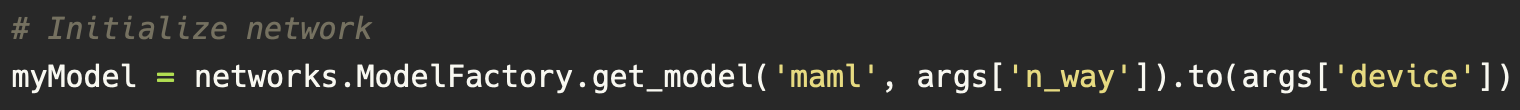 # Initialize network
myModel = networks.ModelFactory.get_model('maml', args['n_way']).to(args['device'])